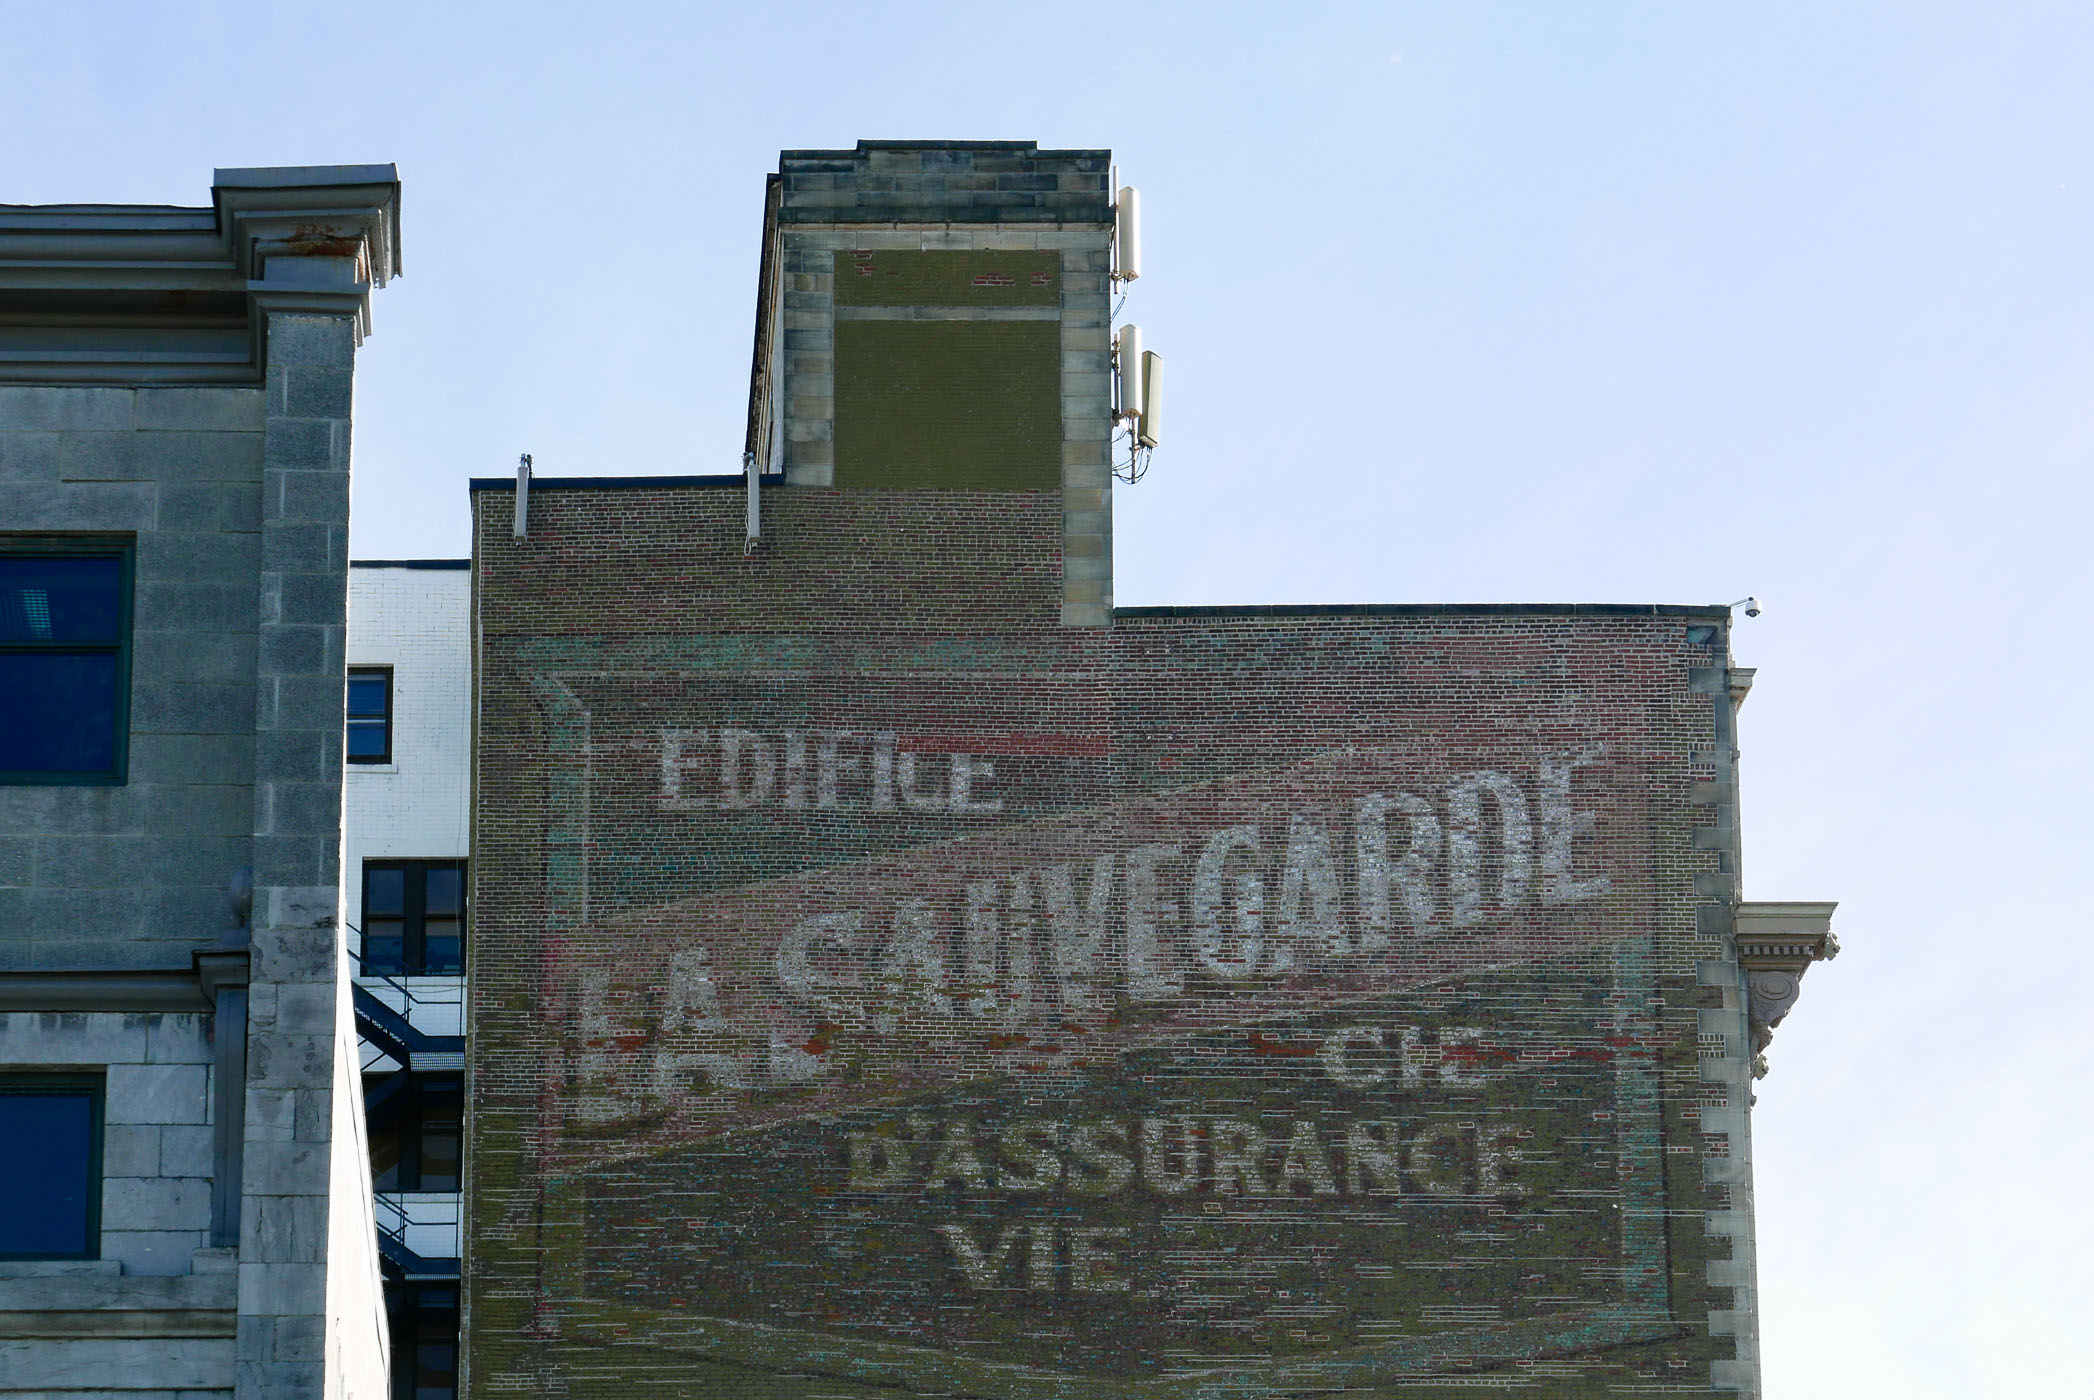 EDIFICE
LA SAUVEGARDE
CIE
D'ASSURANCE
VIE